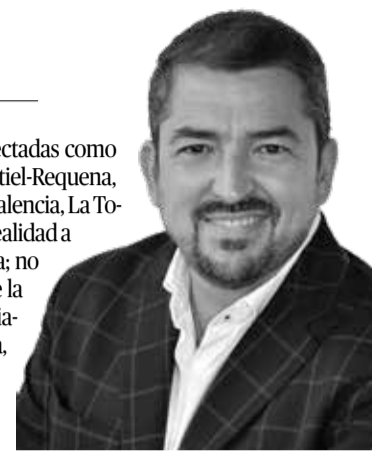 ectadas como
tiel-Requena,
alencia, La To-
ealidad a
a; no
e la
ia-
a,